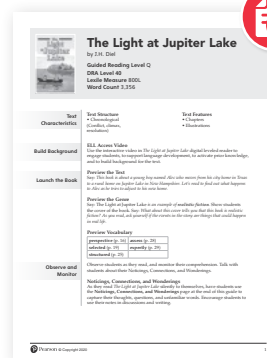 The Light at Jupiter Lake
by J.H. Diel
Guided Reading Level Q
DRA Level 40
Lexile Measure 800L
Word Count 3,356
Text Characteristics
Text Structure
• Chronological
(Conflict, climax,
resolution)
Text Features
• Chapters
• Illustrations
Build Background
ELL Access Video
Use the interactive video in The Light at Jupiter Lake digital leveled reader to
engage students, to support language development, to activate prior knowledge,
and to build background for the text.
Launch the Book
Preview the Text
Say: This book is about a young boy named Alec who moves from his city home in Texas
to a rural home on Jupiter Lake in New Hampshire. Let's read to find out what happens
to Alec as he tries to adjust to his new home.
Preview the Genre
Say: The Light at Jupiter Lake is an example of realistic fiction. Show students
the cover of the book. Say: What about this cover tells you that this book is realistic
fiction? As you read, ask yourself if the events in the story are things that could happen
in real life.
Preview Vocabulary
perspective (p. 16) access (p. 28)
selected (p. 19) expertly (p. 29)
structured (p. 25)
Observe and
Monitor
Observe students as they read, and monitor their comprehension. Talk with
students about their Noticings, Connections, and Wonderings.
Noticings, Connections, and Wonderings
As they read The Light at Jupiter Lake silently to themselves, have students use
the Noticings, Connections, and Wonderings page at the end of this guide to
capture their thoughts, questions, and unfamiliar words. Encourage students to
use their notes in discussion and writing.
Pearson © Copyright 2020.
1